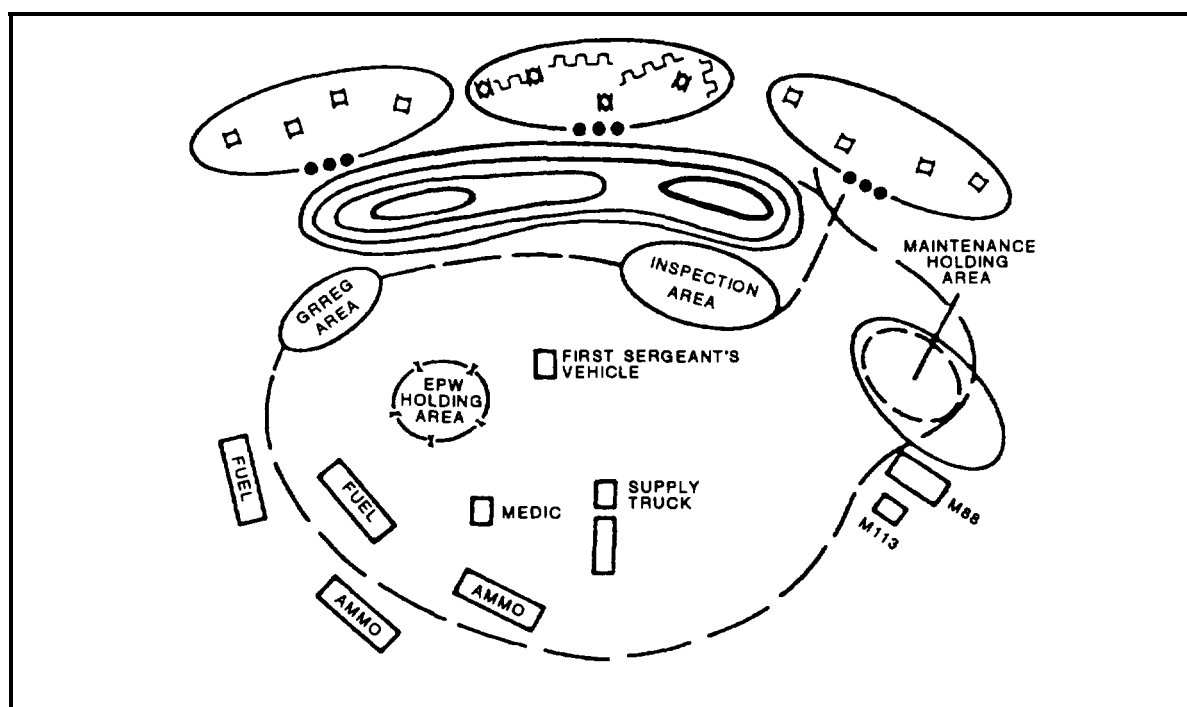 MAINTENANCE
HOLDING
AREA
INSPECTION
AREA
GRREG
AREA
FIRST SERGEANT'S
VEHICLE
EPW
HOLDING
AREA
FUEL
FUEL
MEDIC
SUPPLY
TRUCK
M88
M113
AMMO
AMMO